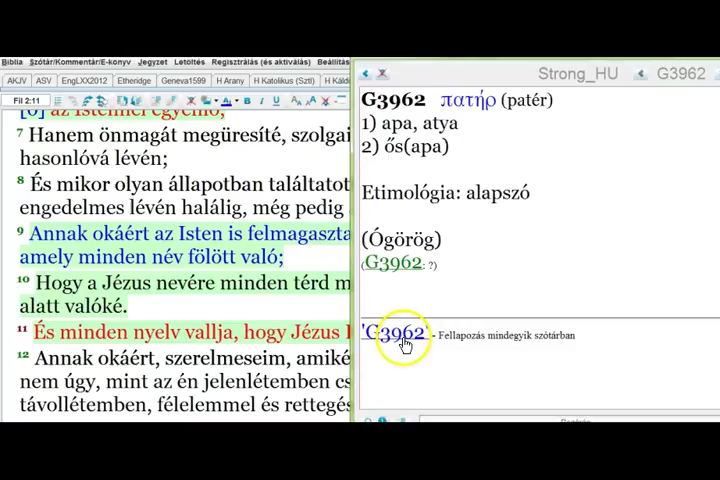 Biblia Szótár/Kommentár/E-könyv Jegyzet Letöltés Regisztrálás (és aktiválás) Beállítás
AKJV ASV EngLXX2012 Etheridge Geneva1599 H Arany H Katolikus (SztI) H Káldi
Fil 2:11
[6] az Istennel egyenlő,
7 Hanem önmagát megüresíté, szolgai
hasonlóvá lévén;
8 És mikor olyan állapotban találtatot
engedelmes lévén halálig, még pedig
9 Annak okáért az Isten is felmagaszta
amely minden név fölött való;
10 Hogy a Jézus nevére minden térd m
alatt valóké.
11 És minden nyelv vallja, hogy Jézus
12 Annak okáért, szerelmeseim, amiké
nem úgy, mint az én jelenlétemben cs
távollétemben, félelemmel és rettegés
Strong_HU G3962
G3962 πατήρ (patér)
1) apa, atya
2) ős(apa)
Etimológia: alapszó
(Ógörög)
(G3962: ?)
'G3962' - Fellapozás mindegyik szótárban